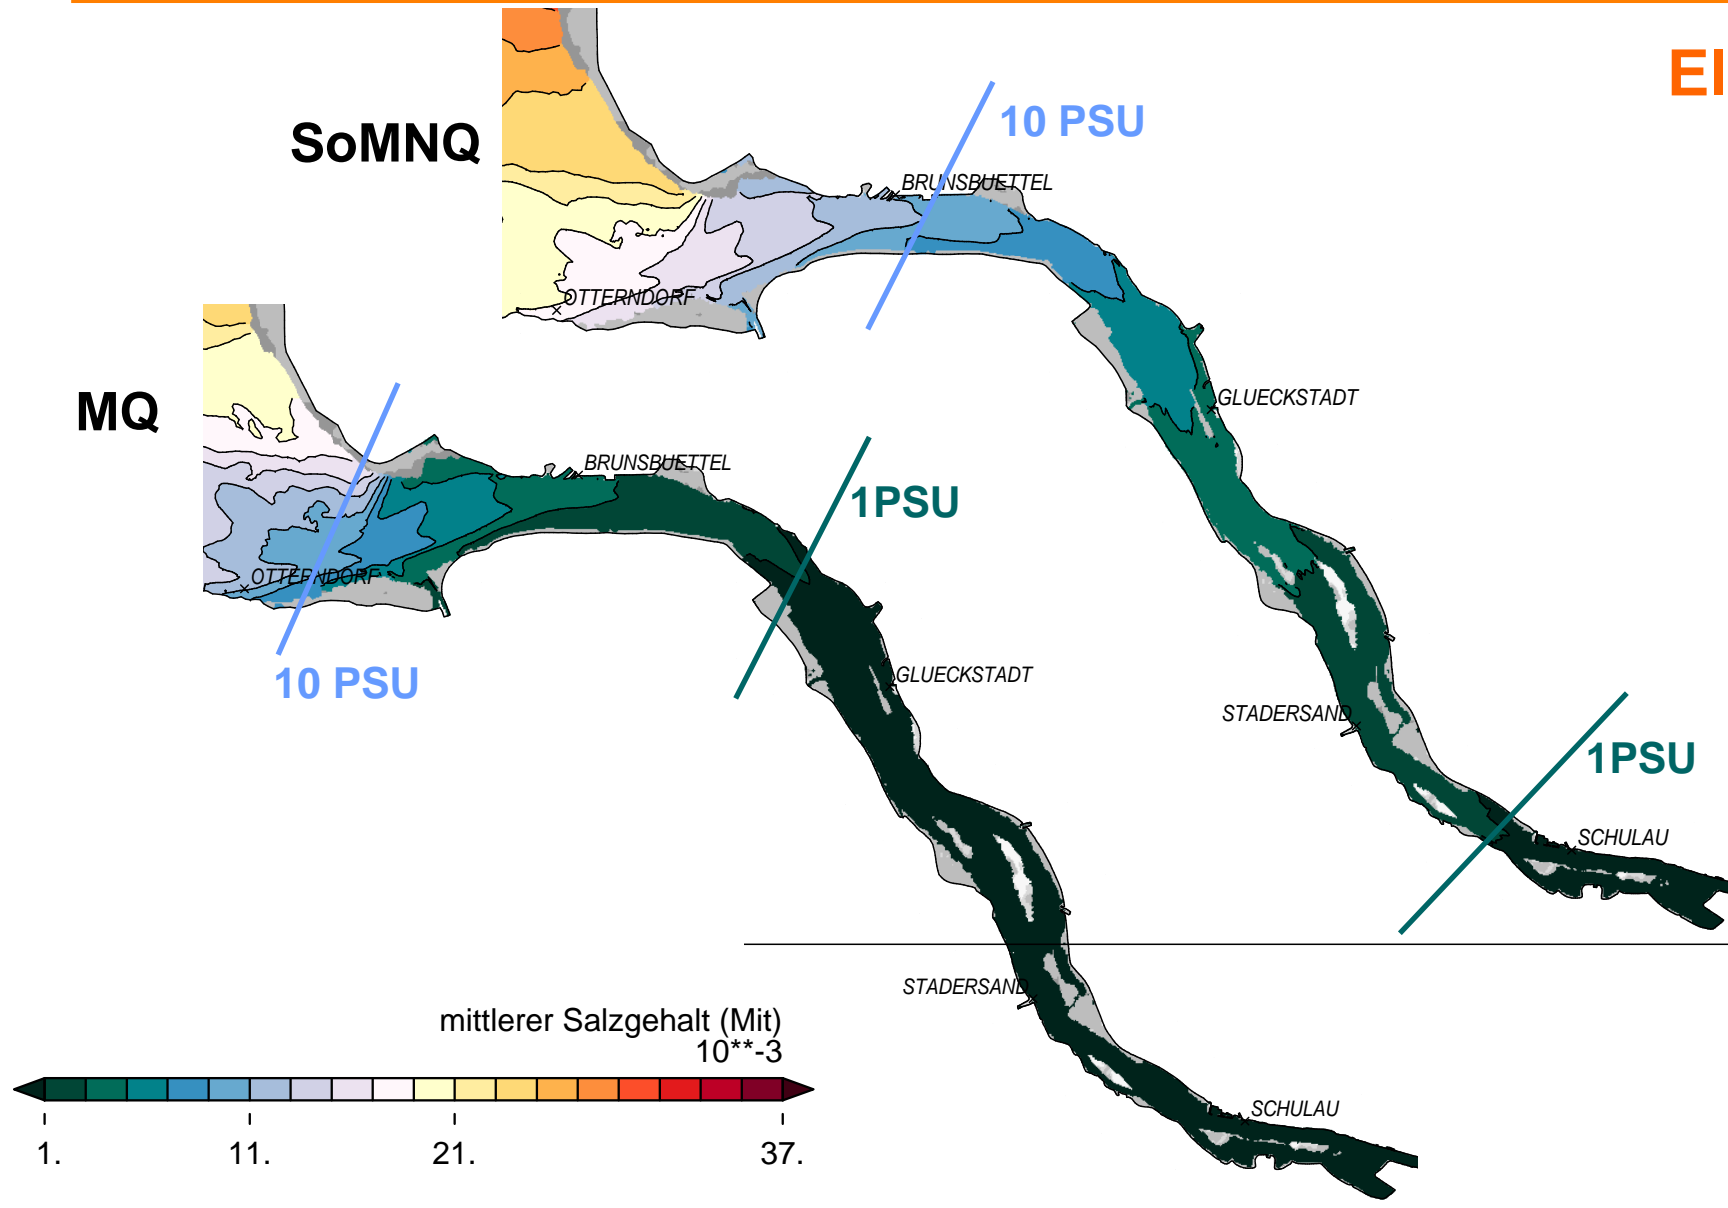 El
SoMNQ
10 PSU
BRUNSBUETTEL
OTTERNDORF
GLUECKSTADT
STADERSAND
1PSU
SCHULAU
MQ
BRUNSBUETTEL
1PSU
OTTERNDORF
10 PSU
GLUECKSTADT
STADERSAND
SCHULAU
mittlerer Salzgehalt (Mit)
10**-3
1. 11. 21. 37.